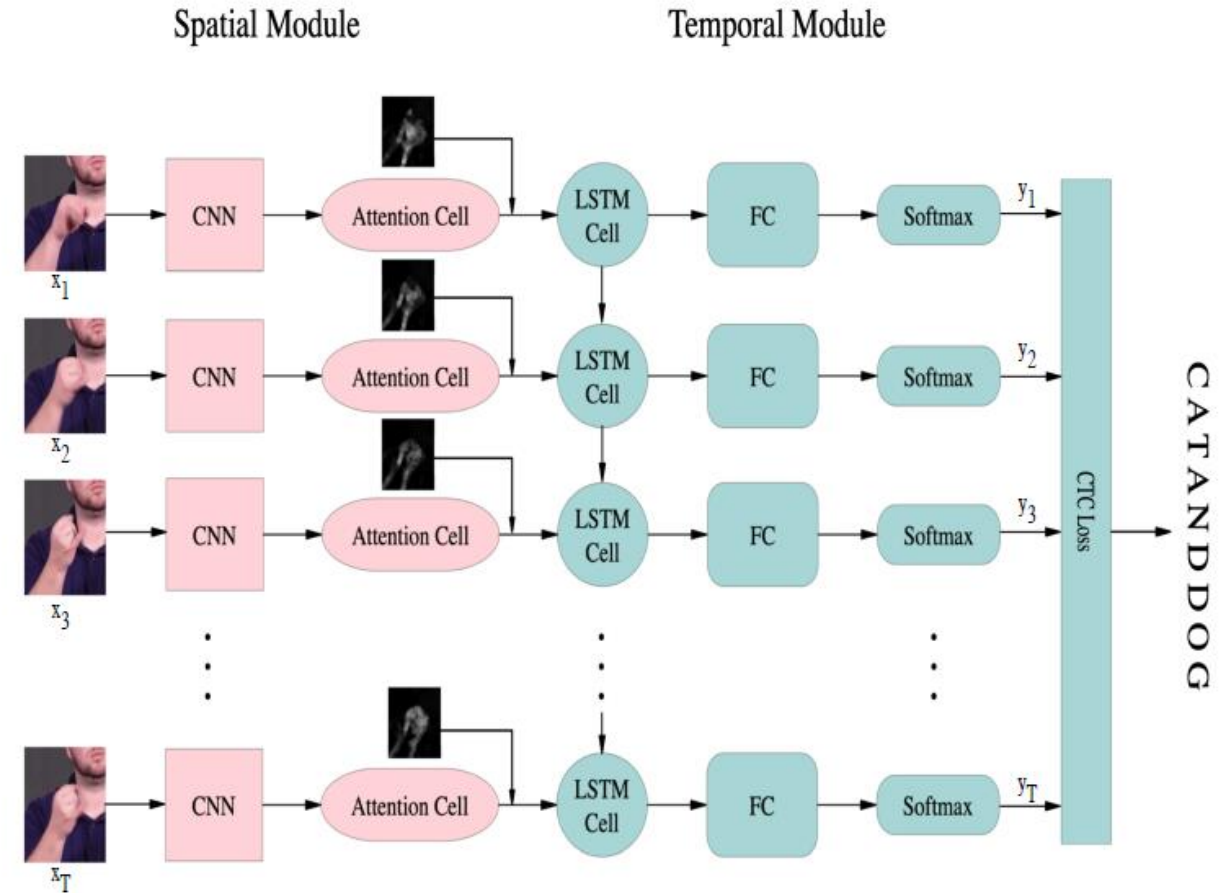 Spatial Module
Temporal Module
x1
CNN
Attention Cell
LSTM
Cell
FC
Softmax
y1
x2
CNN
Attention Cell
LSTM
Cell
FC
Softmax
y2
x3
CNN
Attention Cell
LSTM
Cell
FC
Softmax
y3
xT
CNN
Attention Cell
LSTM
Cell
FC
Softmax
yT
CTC Loss
CATANDDOG